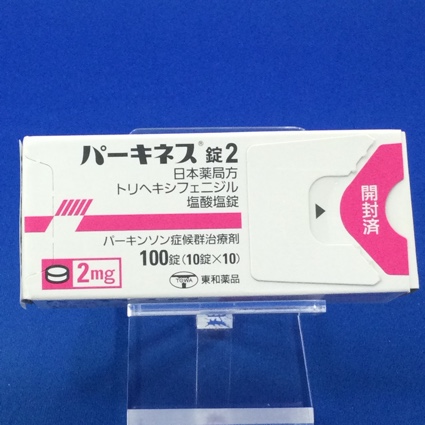 パーキネス® 錠2
日本薬局方
トリヘキシフェニジル
塩酸塩錠
パーキンソン症候群治療剤
100錠(10錠×10)
2mg
TOWA 東和薬品
開封済